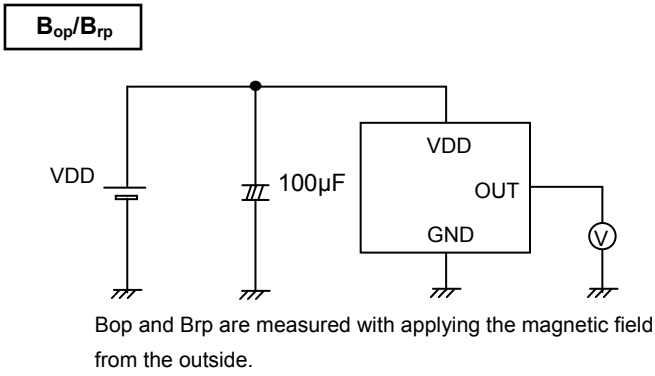 Bop/Brp
VDD
100µF
VDD
OUT
GND
V
Bop and Brp are measured with applying the magnetic field
from the outside.